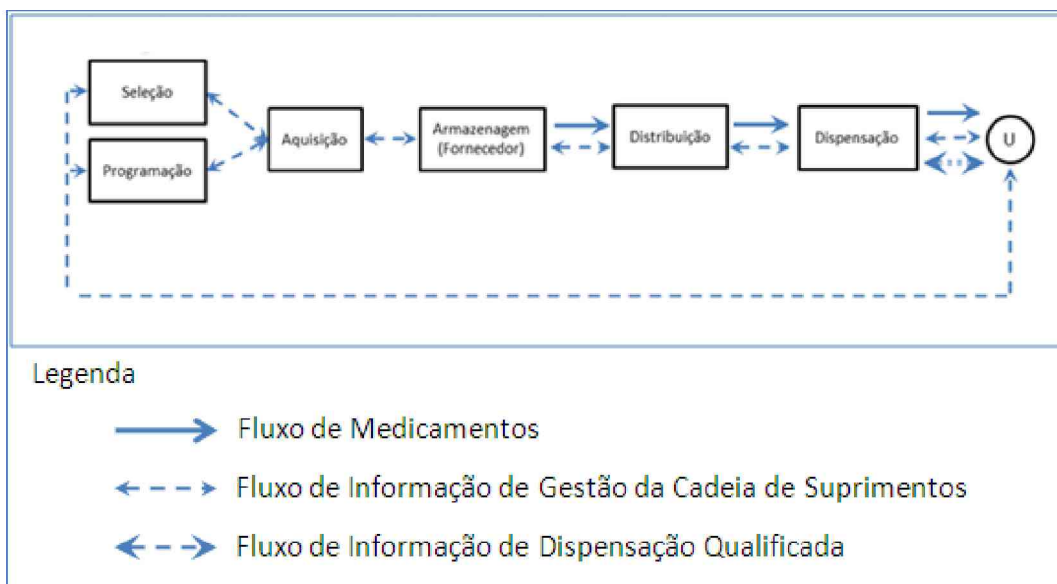 Seleção
Programação
Aquisição
Armazenagem
(Fornecedor)
Distribuição
Dispensação
U
Legenda
Fluxo de Medicamentos
Fluxo de Informação de Gestão da Cadeia de Suprimentos
Fluxo de Informação de Dispensação Qualificada